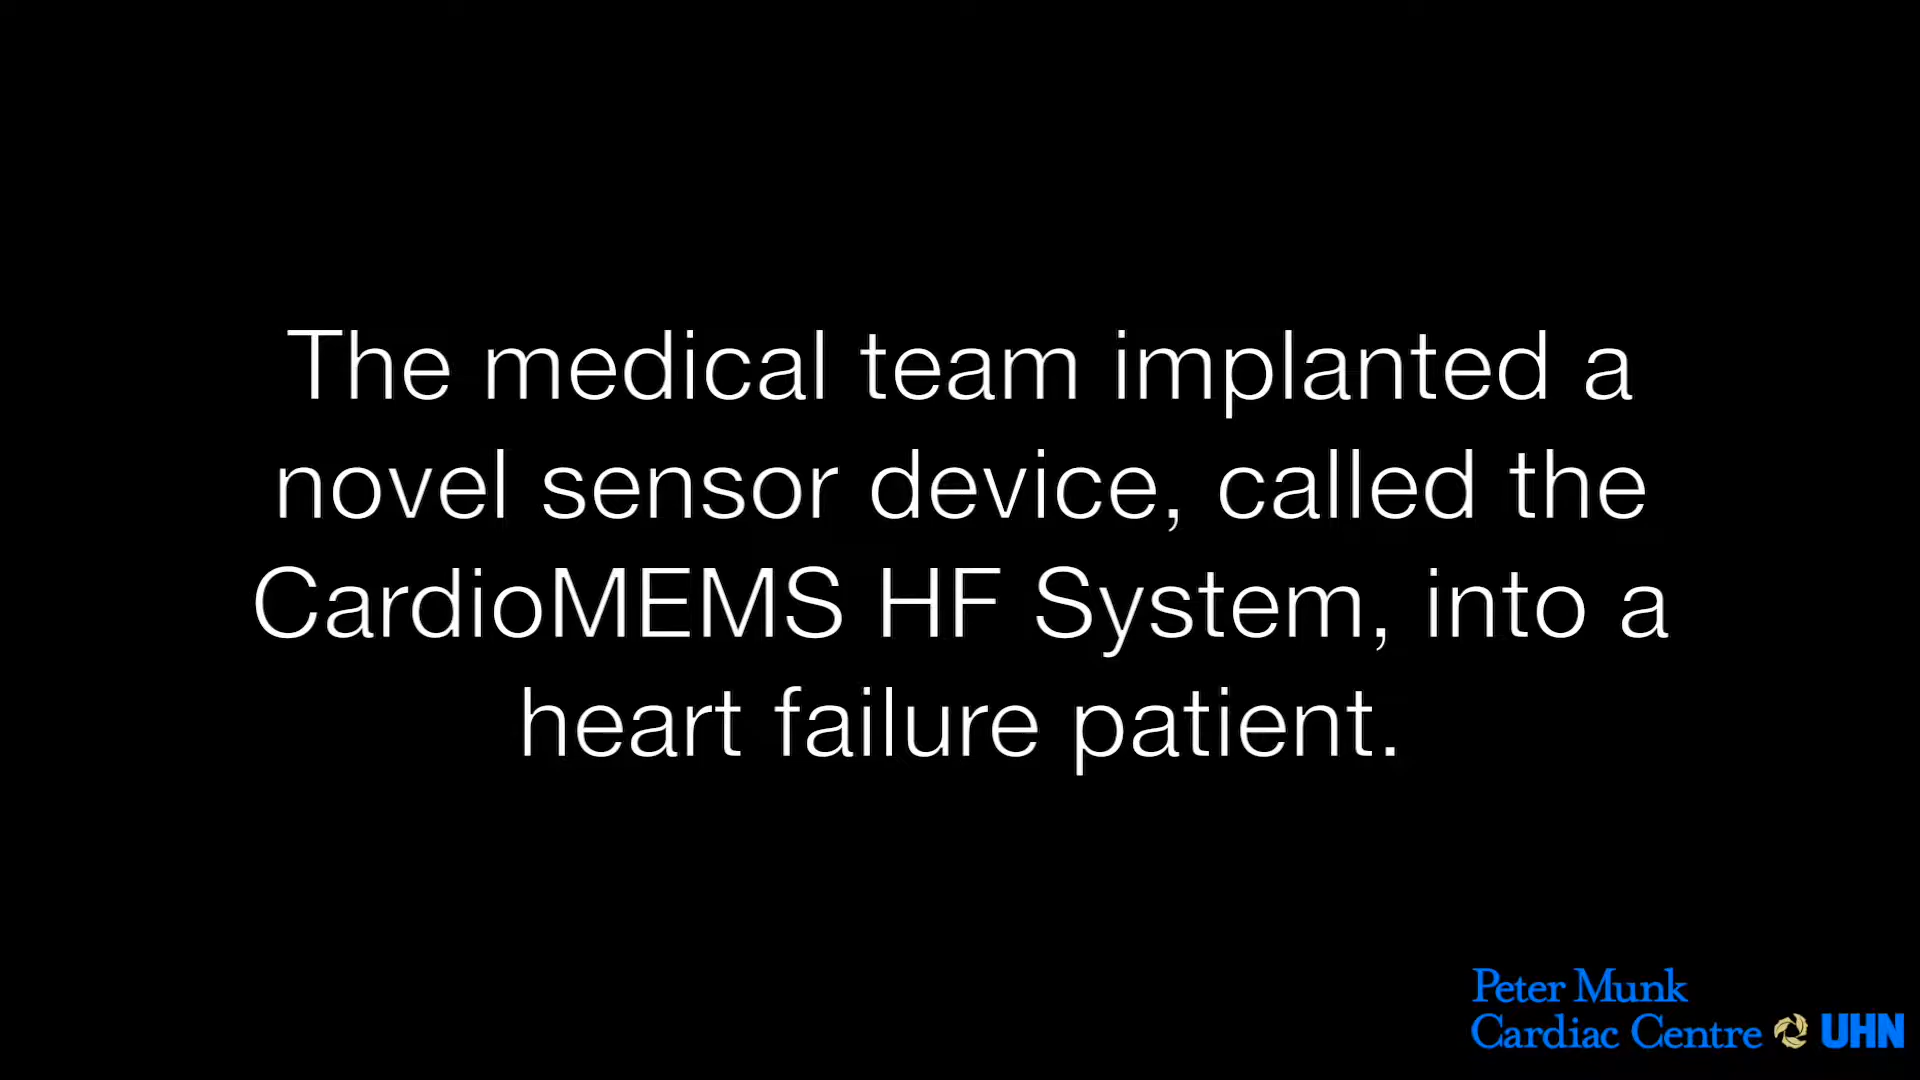 The medical team implanted a
novel sensor device, called the
CardioMEMS HF System, into a
heart failure patient.
Peter Munk
Cardiac Centre UHN